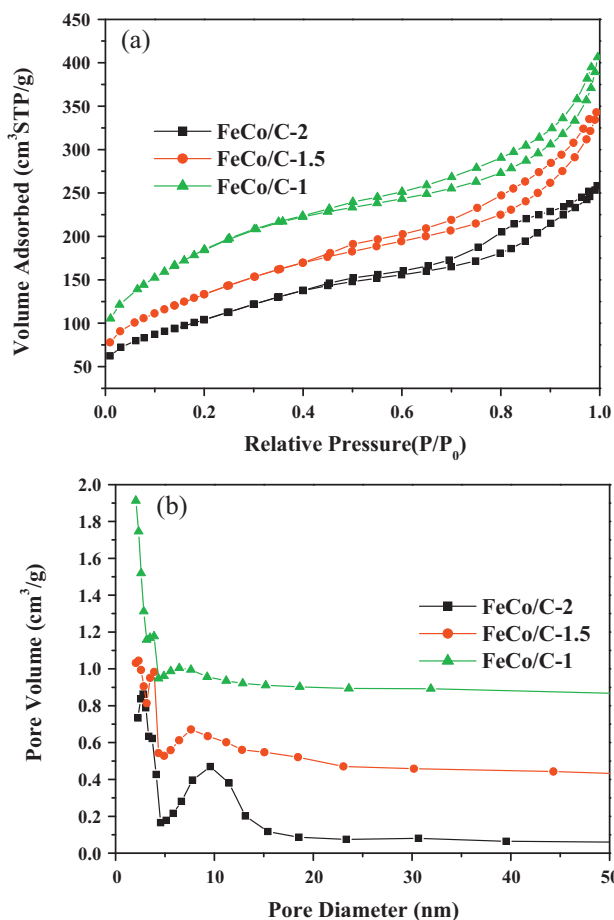 (a)
450
400
350
300
250
200
150
100
50
Volume Adsorbed (cm³STP/g)
FeCo/C-2
FeCo/C-1.5
FeCo/C-1
0.0 0.2 0.4 0.6 0.8 1.0
Relative Pressure(P/P₀)
(b)
2.0
1.8
1.6
1.4
1.2
1.0
0.8
0.6
0.4
0.2
0.0
Pore Volume (cm³/g)
FeCo/C-2
FeCo/C-1.5
FeCo/C-1
0 10 20 30 40 50
Pore Diameter (nm)